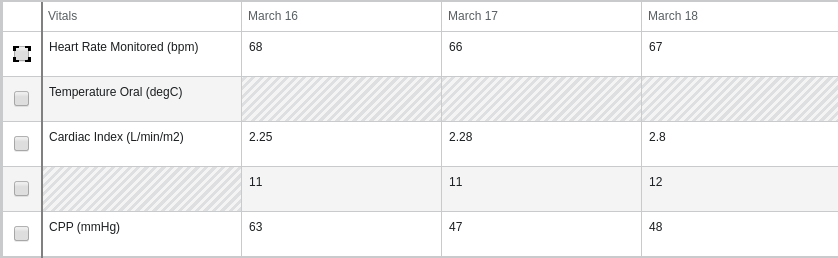 Vitals March 16 March 17 March 18
Heart Rate Monitored (bpm) 68 66 67
Temperature Oral (degC)
Cardiac Index (L/min/m2) 2.25 2.28 2.8
11 11 12
CPP (mmHg) 63 47 48